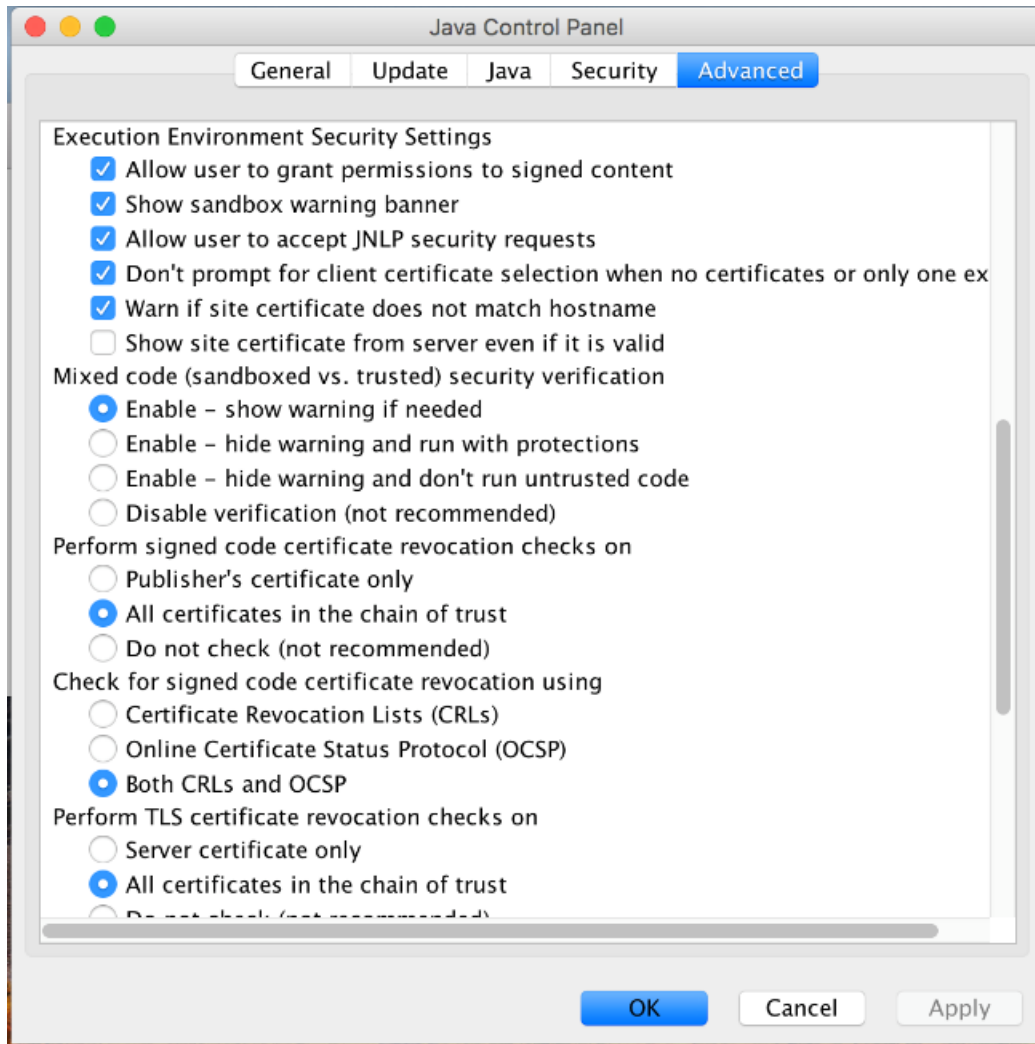 Java Control Panel
General Update Java Security Advanced
Execution Environment Security Settings
Allow user to grant permissions to signed content
Show sandbox warning banner
Allow user to accept JNLP security requests
Don't prompt for client certificate selection when no certificates or only one ex
Warn if site certificate does not match hostname
Show site certificate from server even if it is valid
Mixed code (sandboxed vs. trusted) security verification
Enable – show warning if needed
Enable – hide warning and run with protections
Enable – hide warning and don't run untrusted code
Disable verification (not recommended)
Perform signed code certificate revocation checks on
Publisher's certificate only
All certificates in the chain of trust
Do not check (not recommended)
Check for signed code certificate revocation using
Certificate Revocation Lists (CRLs)
Online Certificate Status Protocol (OCSP)
Both CRLs and OCSP
Perform TLS certificate revocation checks on
Server certificate only
All certificates in the chain of trust
Do not check (not recommended)
OK Cancel Apply